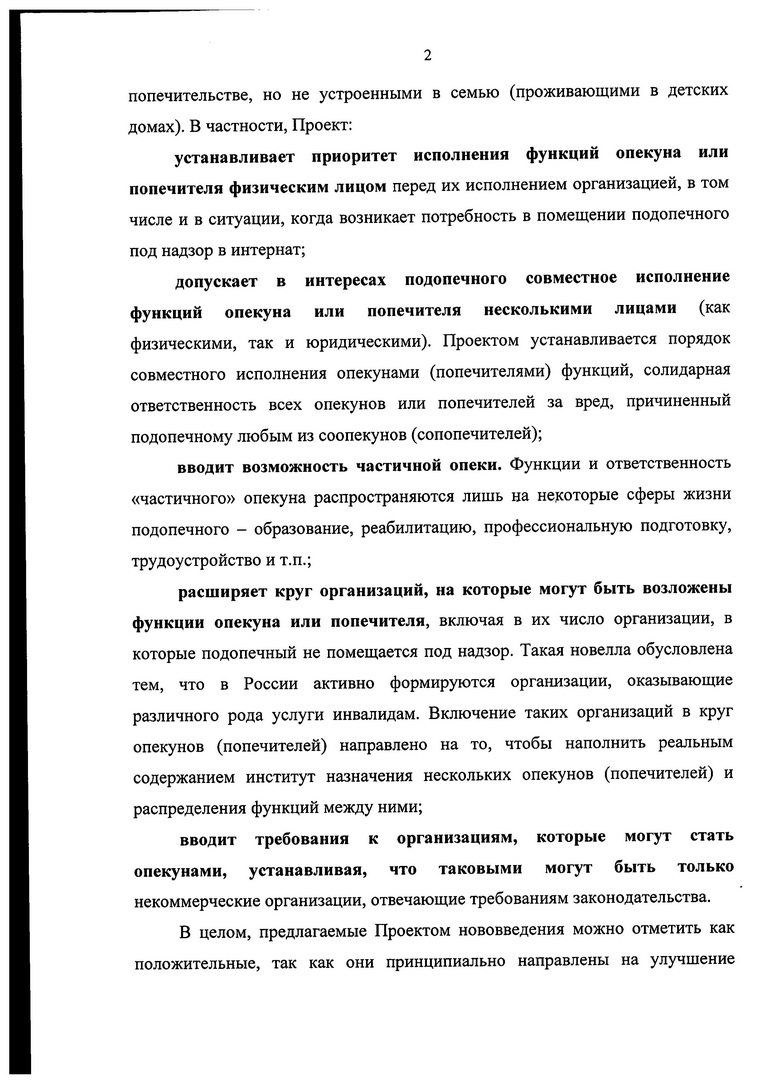 2
попечительстве, но не устроенными в семью (проживающими в детских
домах). В частности, Проект:
устанавливает приоритет исполнения функций опекуна или
попечителя физическим лицом перед их исполнением организацией, в том
числе и в ситуации, когда возникает потребность в помещении подопечного
под надзор в интернат;
допускает в интересах подопечного совместное исполнение
функций опекуна или попечителя несколькими лицами (как
физическими, так и юридическими). Проектом устанавливается порядок
совместного исполнения опекунами (попечителями) функций, солидарная
ответственность всех опекунов или попечителей за вред, причиненный
подопечному любым из соопекунов (сопопечителей);
вводит возможность частичной опеки. Функции и ответственность
«частичного» опекуна распространяются лишь на некоторые сферы жизни
подопечного – образование, реабилитацию, профессиональную подготовку,
трудоустройство и т.п.;
расширяет круг организаций, на которые могут быть возложены
функции опекуна или попечителя, включая в их число организации, в
которые подопечный не помещается под надзор. Такая новелла обусловлена
тем, что в России активно формируются организации, оказывающие
различного рода услуги инвалидам. Включение таких организаций в круг
опекунов (попечителей) направлено на то, чтобы наполнить реальным
содержанием институт назначения нескольких опекунов (попечителей) и
распределения функций между ними;
вводит требования к организациям, которые могут стать
опекунами, устанавливая, что таковыми могут быть только
некоммерческие организации, отвечающие требованиям законодательства.
В целом, предлагаемые Проектом нововведения можно отметить как
положительные, так как они принципиально направлены на улучшение